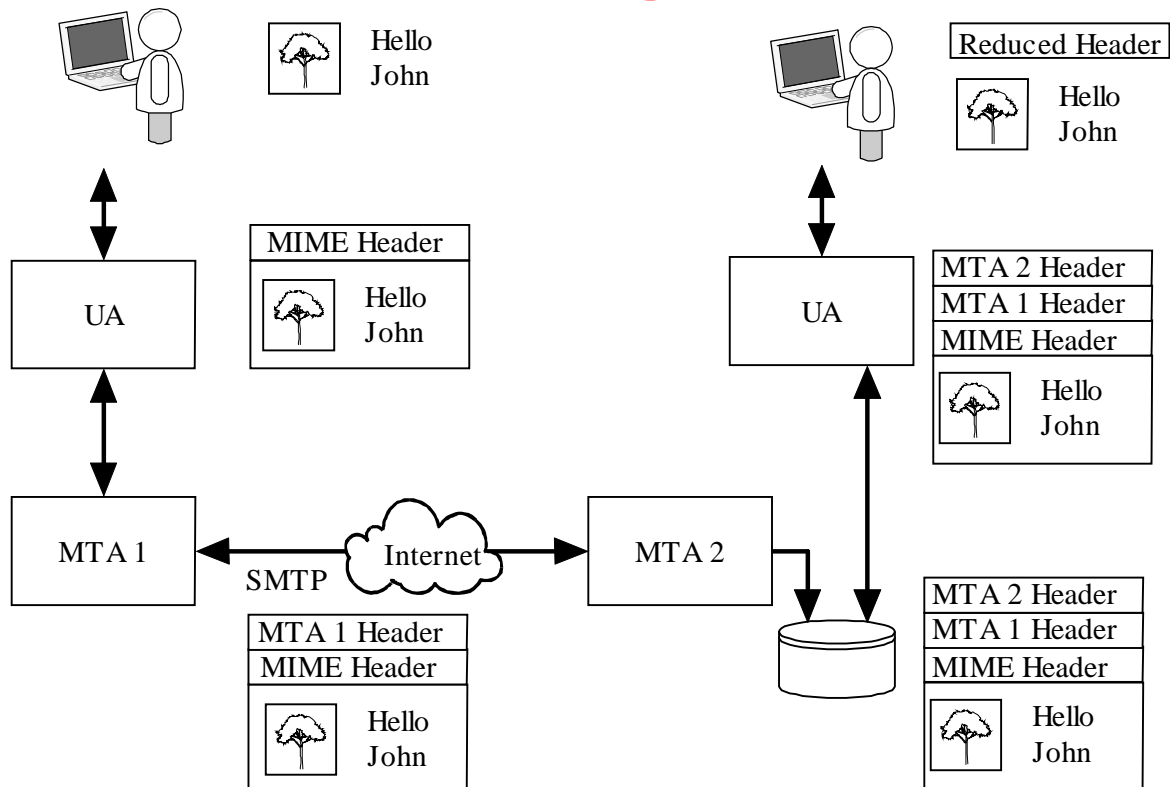 Hello
John
Reduced Header
Hello
John
MIME Header
Hello
John
UA
UA
MTA 2 Header
MTA 1 Header
MIME Header
Hello
John
MTA 1
SMTP
Internet
MTA 2
MTA 1 Header
MIME Header
Hello
John
MTA 2 Header
MTA 1 Header
MIME Header
Hello
John